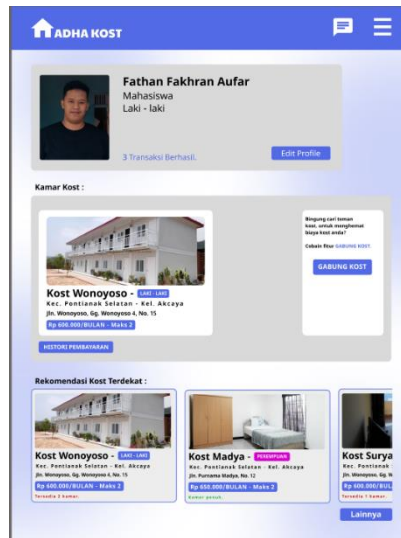 ADHA KOST
Fathan Fakhran Aufar
Mahasiswa
Laki - laki
3 Transaksi Berhasil.
Edit Profile
Kamar Kost :
Kost Wonoyoso - LAKI - LAKI
Kec. Pontianak Selatan - Kel. Akcaya
Jln. Wonoyoso, Gg. Wonoyoso 4, No. 15
Rp 600.000/BULAN - Maks 2
Bingung cari teman
kost, untuk menghemat
biaya kost anda?
Cobain fitur GABUNG KOST.
GABUNG KOST
HISTORI PEMBAYARAN
Rekomendasi Kost Terdekat :
Kost Wonoyoso - LAKI - LAKI
Kec. Pontianak Selatan - Kel. Akcaya
Jln. Wonoyoso, Gg. Wonoyoso 4, No. 15
Rp 600.000/BULAN - Maks 2
Tersedia 2 kamar.
Kost Madya - PEREMPUAN
Kec. Pontianak Selatan - Kel. Akcaya
Jln. Purnama Madya, No. 12
Rp 650.000/BULAN - Maks 2
Kamar penuh.
Kost Surya
Kec. Pontianak Selatan
Jln. Wonoyoso, Gg. Wono
Rp 600.000/BUL
Tersedia 1 kamar.
Lainnya